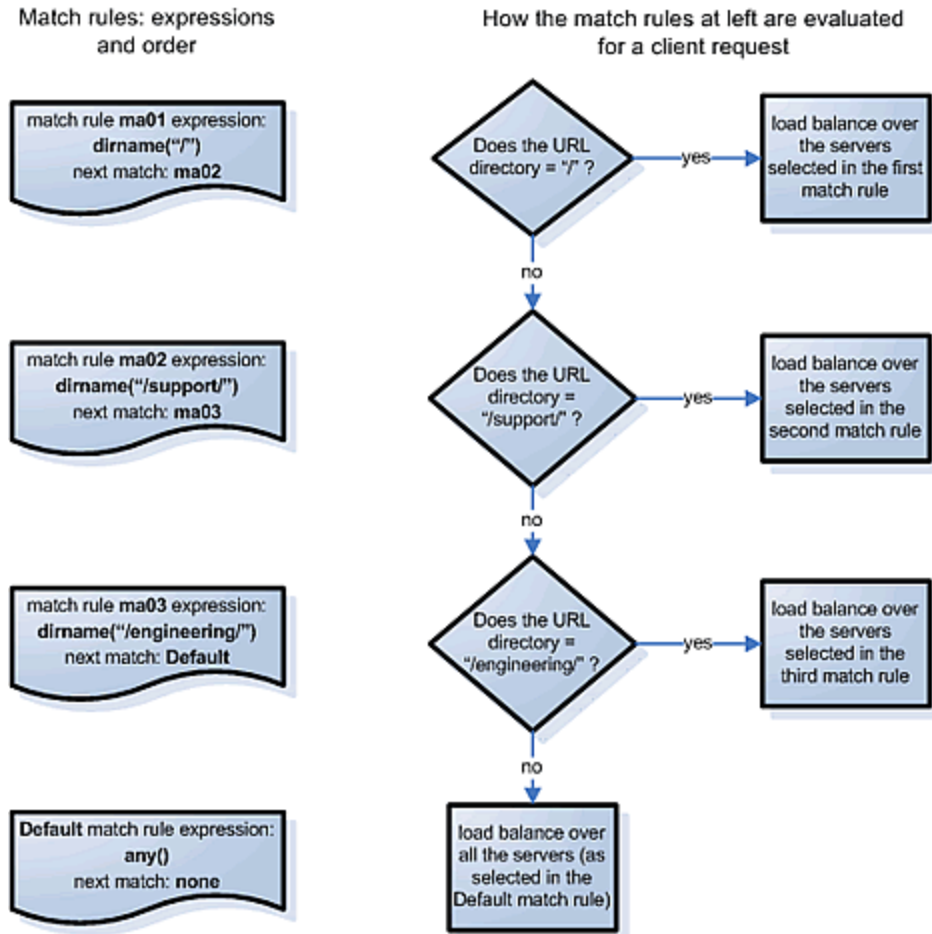 Match rules: expressions
and order
How the match rules at left are evaluated
for a client request
match rule ma01 expression:
dirname(“/”)
next match: ma02
Does the URL
directory = “/” ?
yes
load balance over
the servers
selected in the first
match rule
no
match rule ma02 expression:
dirname(“/support/”)
next match: ma03
Does the URL
directory =
“/support/” ?
yes
load balance over
the servers
selected in the
second match rule
no
match rule ma03 expression:
dirname(“/engineering/”)
next match: Default
Does the URL
directory =
“/engineering/” ?
yes
load balance over
the servers
selected in the
third match rule
no
Default match rule expression:
any()
next match: none
load balance over
all the servers (as
selected in the
Default match rule)